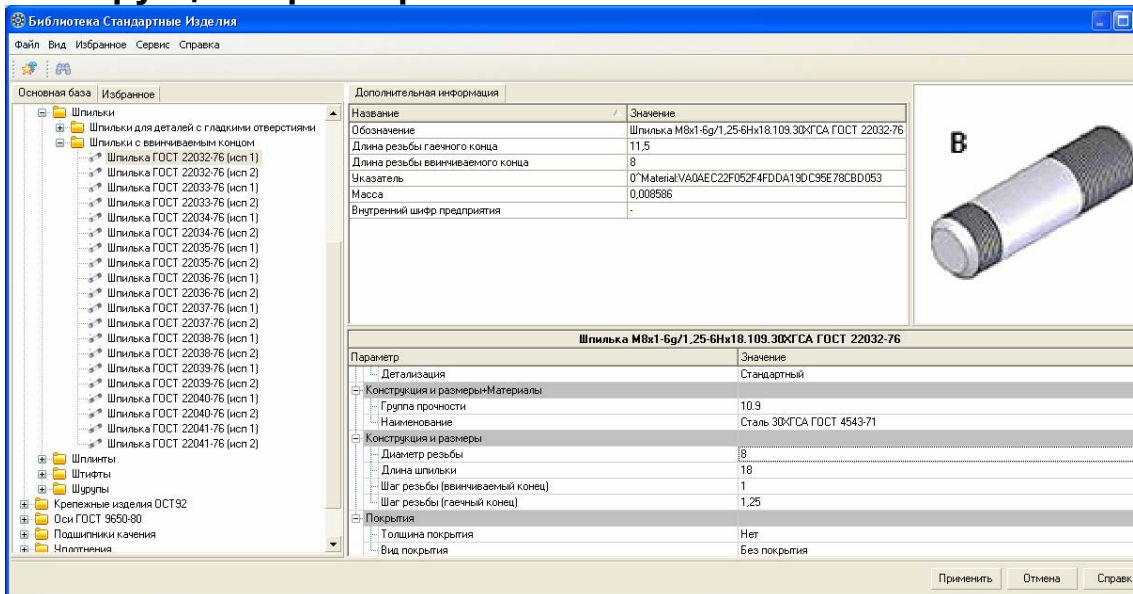 Библиотека Стандартные Изделия
Файл Вид Избранное Сервис Справка
Основная база Избранное
Шпильки
Шпильки для деталей с гладкими отверстиями
Шпильки с ввинчиваемым концом
Шпилька ГОСТ 22032-76 (исп 1)
Шпилька ГОСТ 22032-76 (исп 2)
Шпилька ГОСТ 22033-76 (исп 1)
Шпилька ГОСТ 22033-76 (исп 2)
Шпилька ГОСТ 22034-76 (исп 1)
Шпилька ГОСТ 22034-76 (исп 2)
Шпилька ГОСТ 22035-76 (исп 1)
Шпилька ГОСТ 22035-76 (исп 2)
Шпилька ГОСТ 22036-76 (исп 1)
Шпилька ГОСТ 22036-76 (исп 2)
Шпилька ГОСТ 22037-76 (исп 1)
Шпилька ГОСТ 22037-76 (исп 2)
Шпилька ГОСТ 22038-76 (исп 1)
Шпилька ГОСТ 22038-76 (исп 2)
Шпилька ГОСТ 22039-76 (исп 1)
Шпилька ГОСТ 22039-76 (исп 2)
Шпилька ГОСТ 22040-76 (исп 1)
Шпилька ГОСТ 22040-76 (исп 2)
Шпилька ГОСТ 22041-76 (исп 1)
Шпилька ГОСТ 22041-76 (исп 2)
Шплинты
Штифты
Шурупы
Крепежные изделия ОСТ92
Оси ГОСТ 9650-80
Подшипники качения
Уплотнения
Дополнительная информация
Название Значение
Обозначение Шпилька М8х1-6g/1,25-6Нх18.109.30ХГСА ГОСТ 22032-76
Длина резьбы гаечного конца 11,5
Длина резьбы ввинчиваемого конца 8
Указатель 0^Material:VA0AEC22F052F4FDDA19DC95E78CBD053
Масса 0,008586
Внутренний шифр предприятия -
В
Шпилька М8х1-6g/1,25-6Нх18.109.30ХГСА ГОСТ 22032-76
Параметр Значение
Детализация Стандартный
Конструкция и размеры+Материалы
Группа прочности 10.9
Наименование Сталь 30ХГСА ГОСТ 4543-71
Конструкция и размеры
Диаметр резьбы 8
Длина шпильки 18
Шаг резьбы (ввинчиваемый конец) 1
Шаг резьбы (гаечный конец) 1,25
Покрытия
Толщина покрытия Нет
Вид покрытия Без покрытия
Применить Отмена Справк